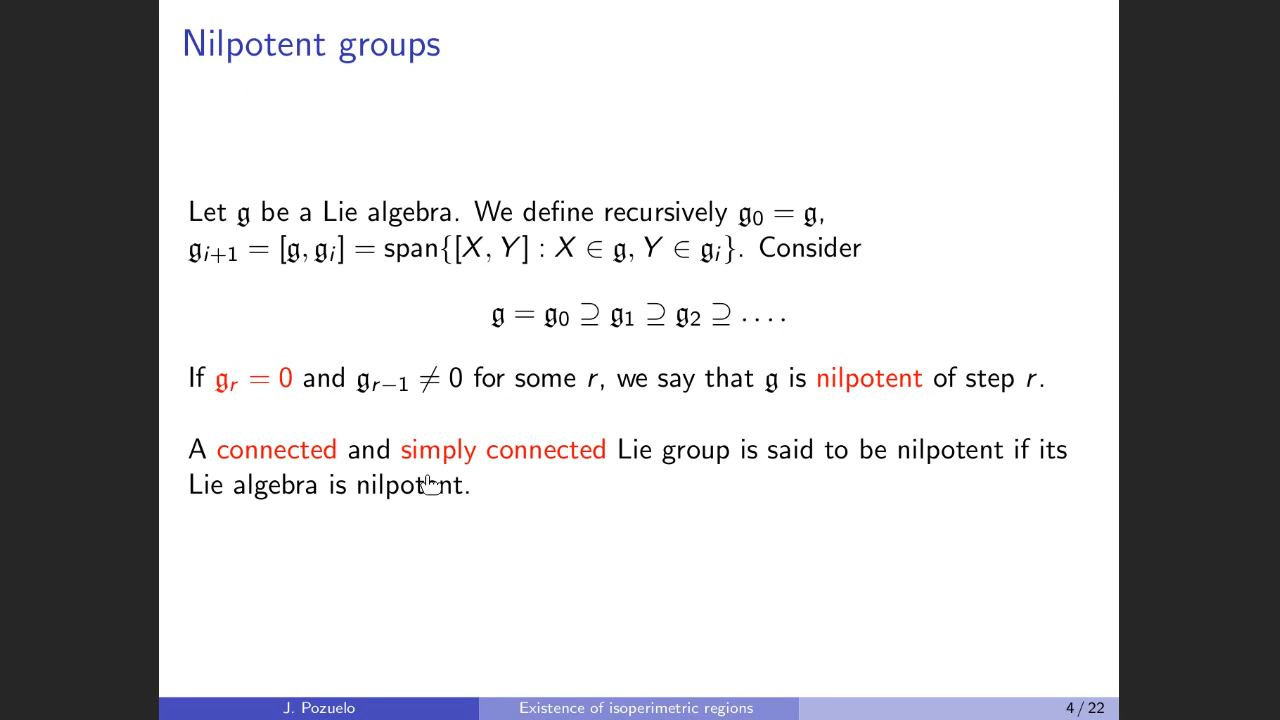 Nilpotent groups
Let 𝔤 be a Lie algebra. We define recursively 𝔤₀ = 𝔤,
𝔤ᵢ₊₁ = [𝔤, 𝔤ᵢ] = span{[X, Y] : X ∈ 𝔤, Y ∈ 𝔤ᵢ}. Consider
𝔤 = 𝔤₀ ⊇ 𝔤₁ ⊇ 𝔤₂ ⊇ . . . .
If 𝔤ᵣ = 0 and 𝔤ᵣ₋₁ ≠ 0 for some r, we say that 𝔤 is nilpotent of step r.
A connected and simply connected Lie group is said to be nilpotent if its
Lie algebra is nilpotent.
J. Pozuelo
Existence of isoperimetric regions
4 / 22